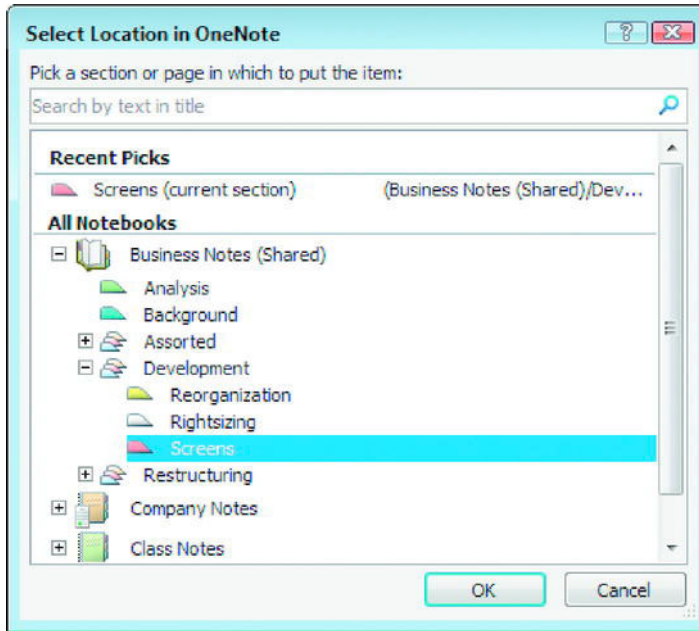 Select Location in OneNote
Pick a section or page in which to put the item:
Search by text in title
Recent Picks
Screens (current section) (Business Notes (Shared)/Dev...
All Notebooks
Business Notes (Shared)
Analysis
Background
Assorted
Development
Reorganization
Rightsizing
Screens
Restructuring
Company Notes
Class Notes
OK Cancel